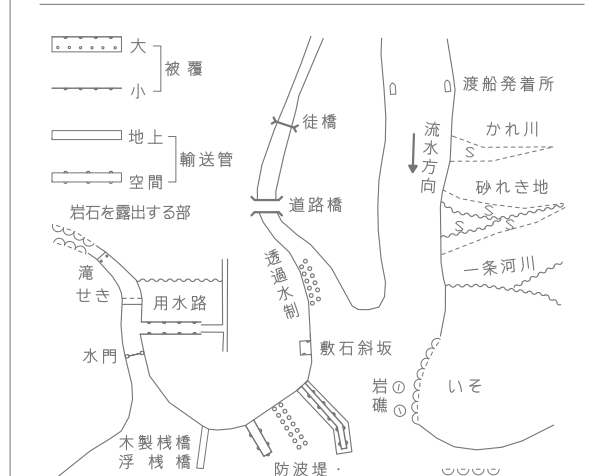 大
被覆
小
地上
輸送管
空間
岩石を露出する部
滝
せき
用水路
水門
木製桟橋
浮桟橋
徒橋
道路橋
透過水制
敷石斜坂
防波堤・
渡船発着所
流水方向
かれ川
S
砂れき地
S
S
S
一条河川
岩礁
いそ